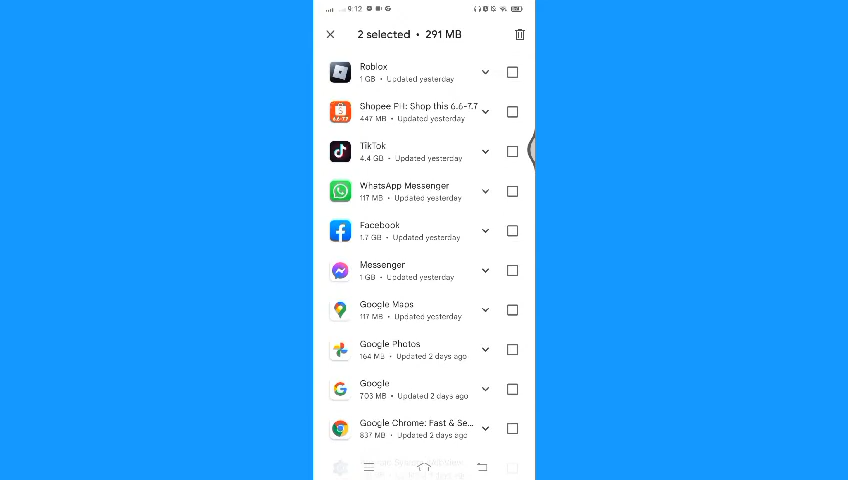 9:12
2 selected • 291 MB
Roblox
1 GB • Updated yesterday
Shopee PH: Shop this 6.6-7.7
447 MB • Updated yesterday
TikTok
4.4 GB • Updated yesterday
WhatsApp Messenger
117 MB • Updated yesterday
Facebook
1.7 GB • Updated yesterday
Messenger
1 GB • Updated yesterday
Google Maps
117 MB • Updated yesterday
Google Photos
164 MB • Updated 2 days ago
Google
703 MB • Updated 2 days ago
Google Chrome: Fast & Se...
837 MB • Updated 2 days ago